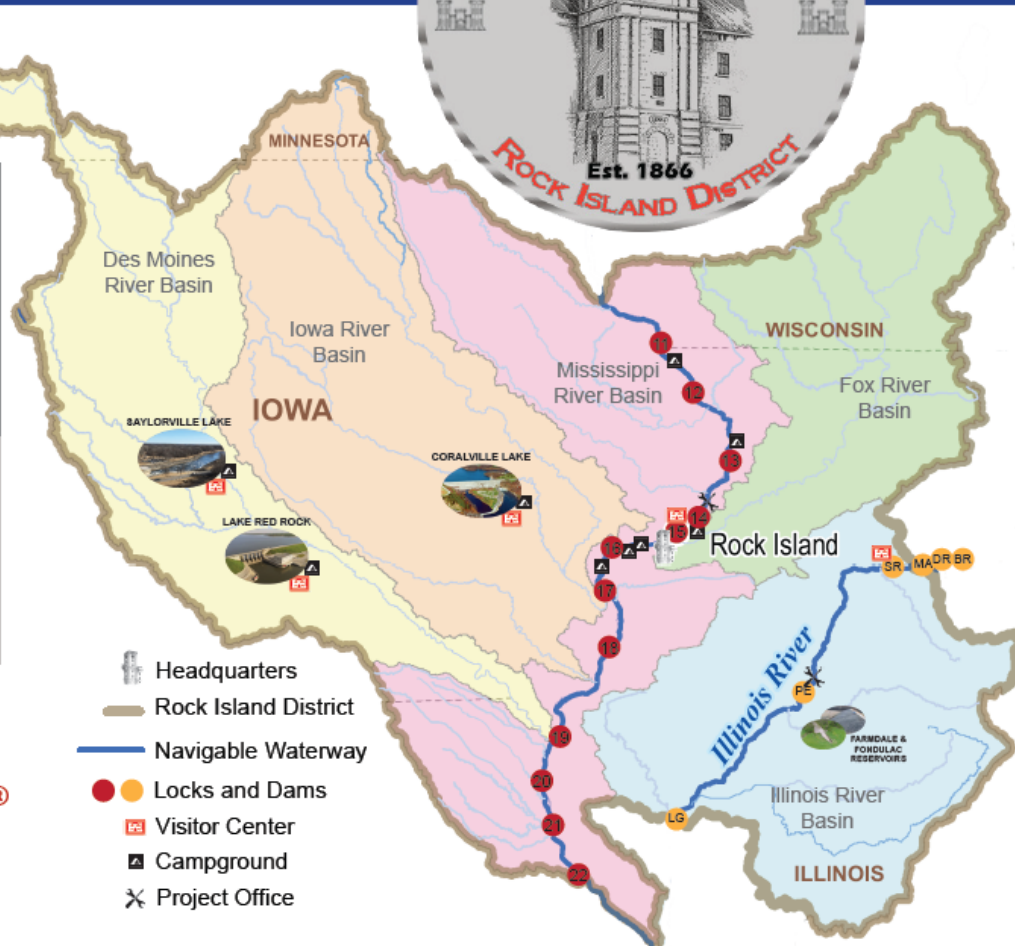 Est. 1866
ROCK ISLAND DISTRICT
MINNESOTA
Des Moines
River Basin
Iowa River
Basin
WISCONSIN
Mississippi
River Basin
Fox River
Basin
IOWA
11
12
13
14
15
16
17
18
19
20
21
22
SAYLORVILLE LAKE
CORALVILLE LAKE
LAKE RED ROCK
Rock Island
SR
MA
DR
BR
PE
LG
Illinois River
FARMDALE &
FONDULAC
RESERVOIRS
Illinois River
Basin
ILLINOIS
Headquarters
Rock Island District
Navigable Waterway
Locks and Dams
Visitor Center
Campground
Project Office
®